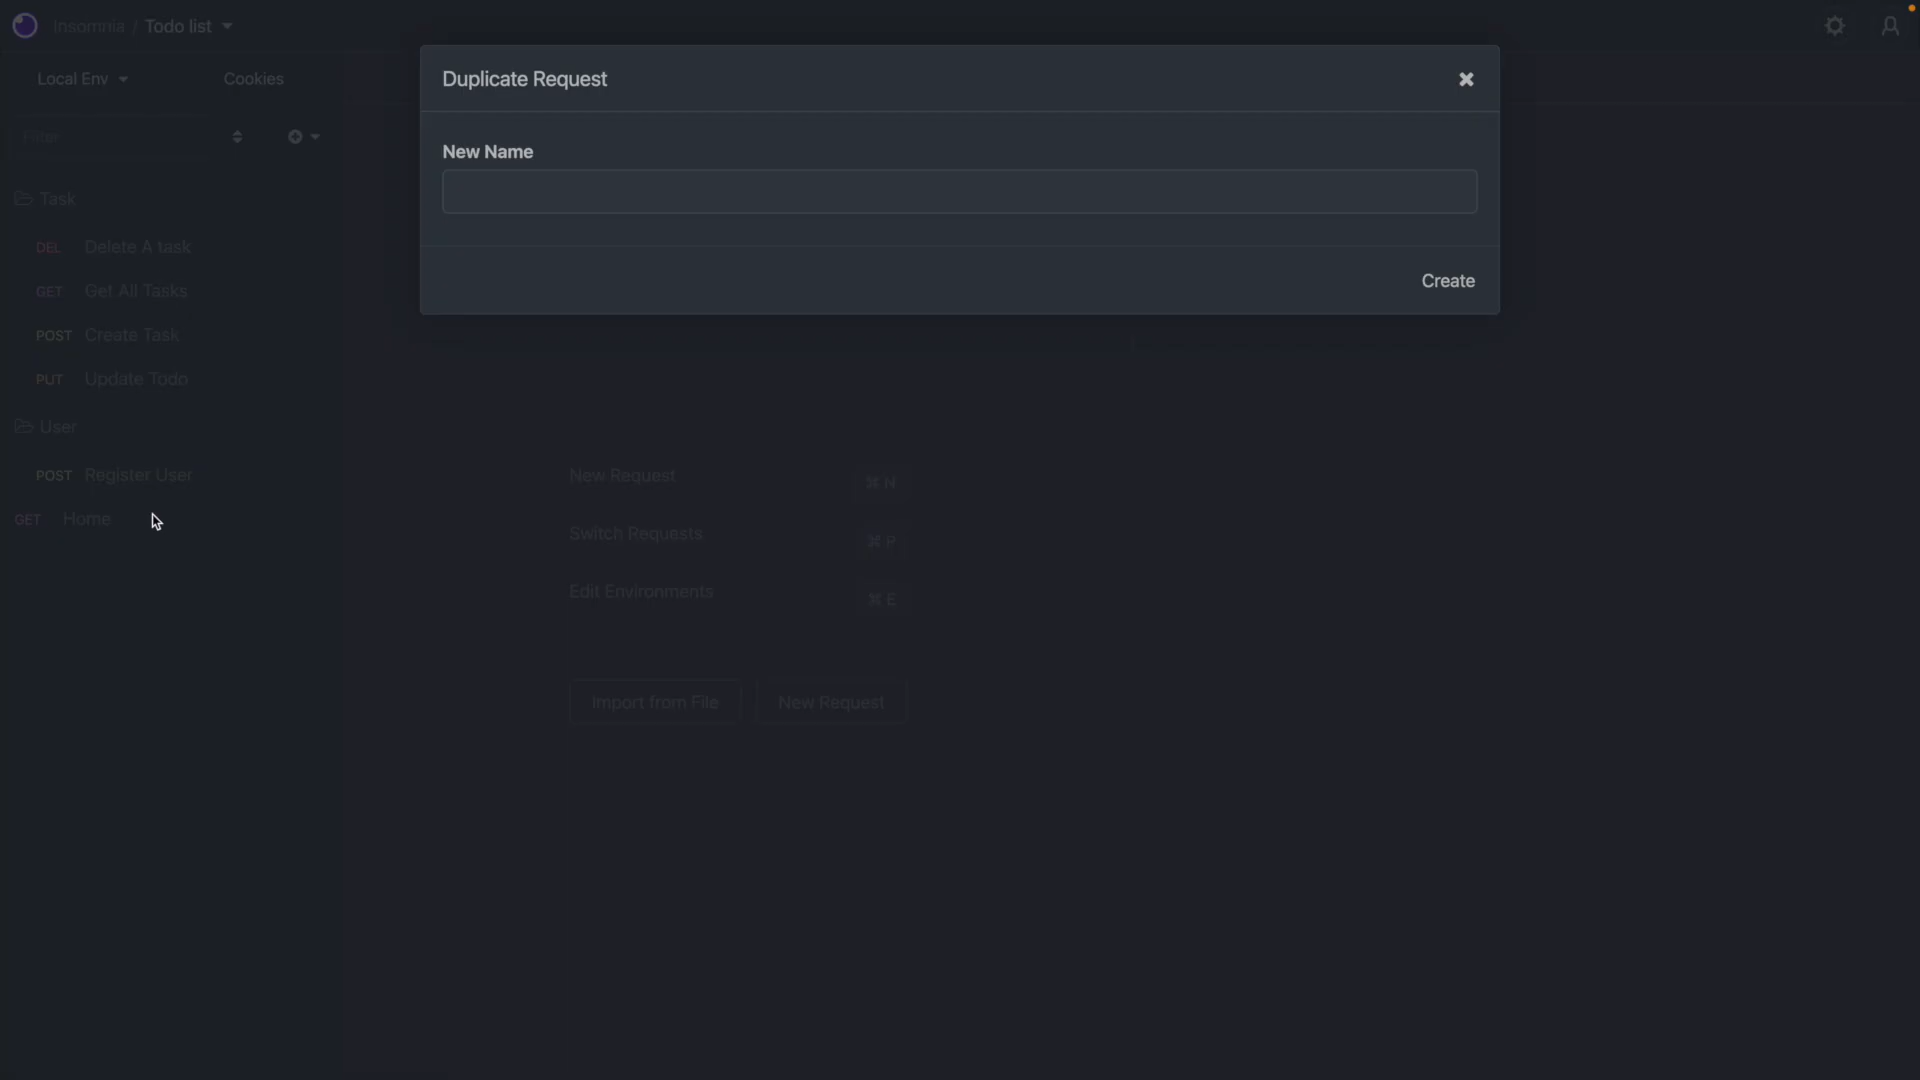 Insomnia / Todo list
Local Env
Cookies
Filter
Task
DEL Delete A task
GET Get All Tasks
POST Create Task
PUT Update Todo
User
POST Register User
GET Home
Duplicate Request
New Name
Create
New Request ⌘ N
Switch Requests ⌘ P
Edit Environments ⌘ E
Import from File
New Request